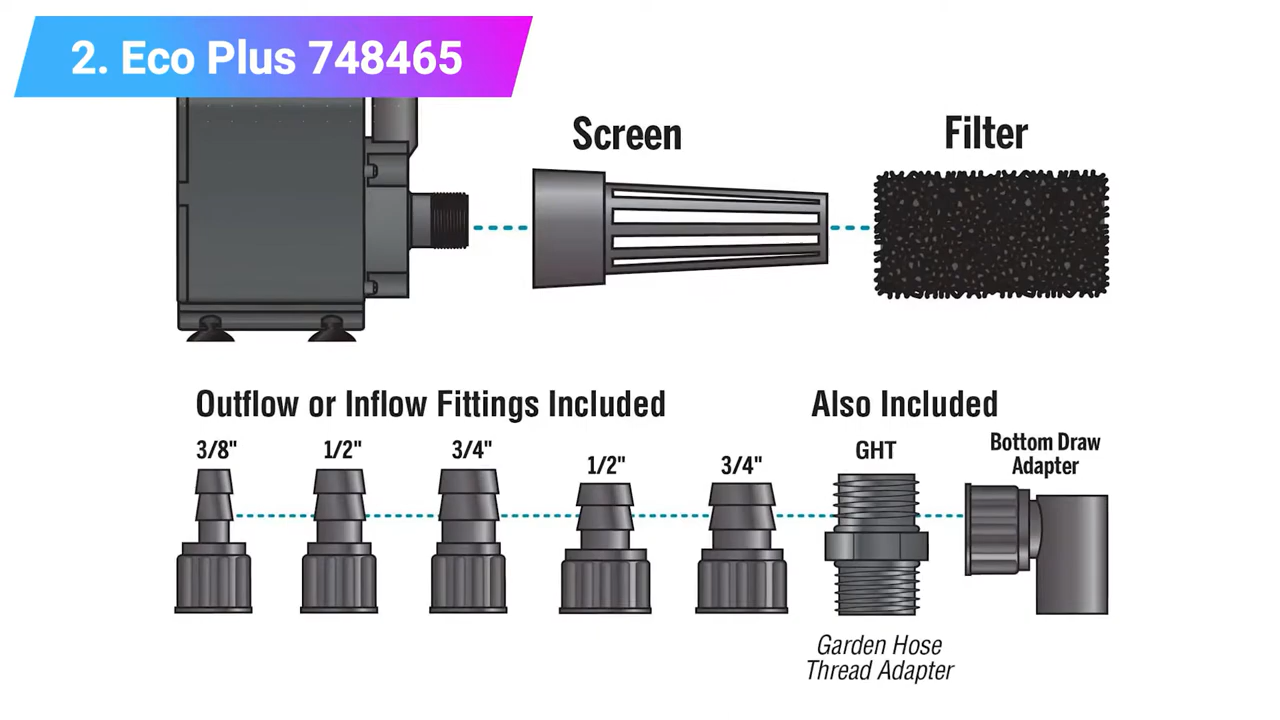 2. Eco Plus 748465
Screen
Filter
Outflow or Inflow Fittings Included
Also Included
3/8"
1/2"
3/4"
1/2"
3/4"
GHT
Bottom Draw
Adapter
Garden Hose
Thread Adapter